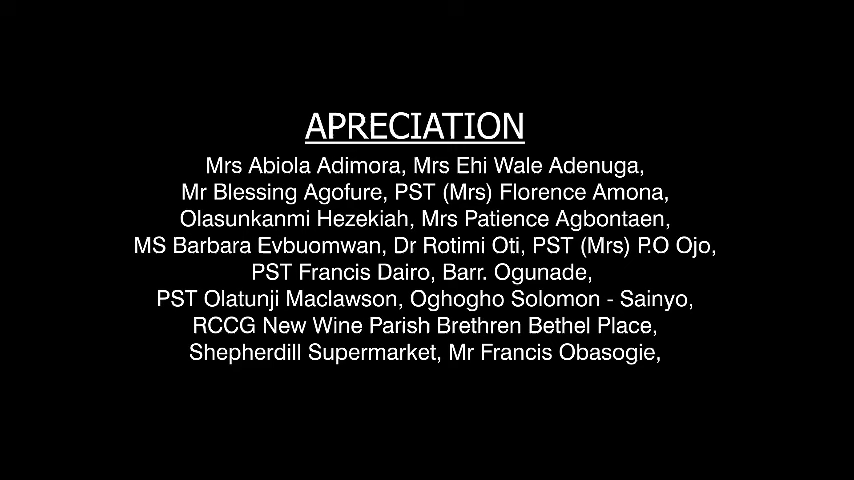 APRECIATION
Mrs Abiola Adimora, Mrs Ehi Wale Adenuga,
Mr Blessing Agofure, PST (Mrs) Florence Amona,
Olasunkanmi Hezekiah, Mrs Patience Agbontaen,
MS Barbara Evbuomwan, Dr Rotimi Oti, PST (Mrs) P.O Ojo,
PST Francis Dairo, Barr. Ogunade,
PST Olatunji Maclawson, Oghogho Solomon - Sainyo,
RCCG New Wine Parish Brethren Bethel Place,
Shepherdill Supermarket, Mr Francis Obasogie,